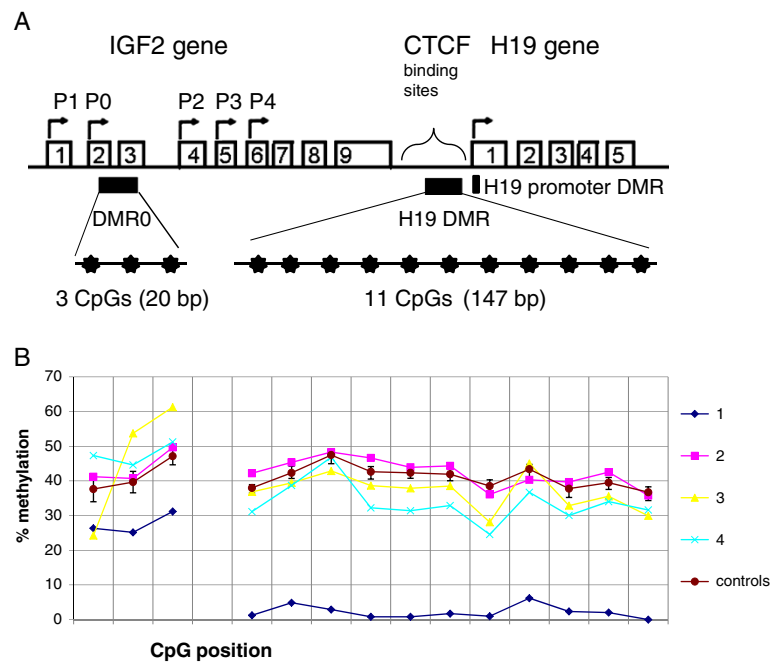 A
IGF2 gene
CTCF
binding
sites
H19 gene
P1 P0 P2 P3 P4
1 2 3 4 5 6 7 8 9 1 2 3 4 5
DMR0
H19 DMR
H19 promoter DMR
3 CpGs (20 bp)
11 CpGs (147 bp)
B
% methylation
70
60
50
40
30
20
10
0
CpG position
1
2
3
4
controls